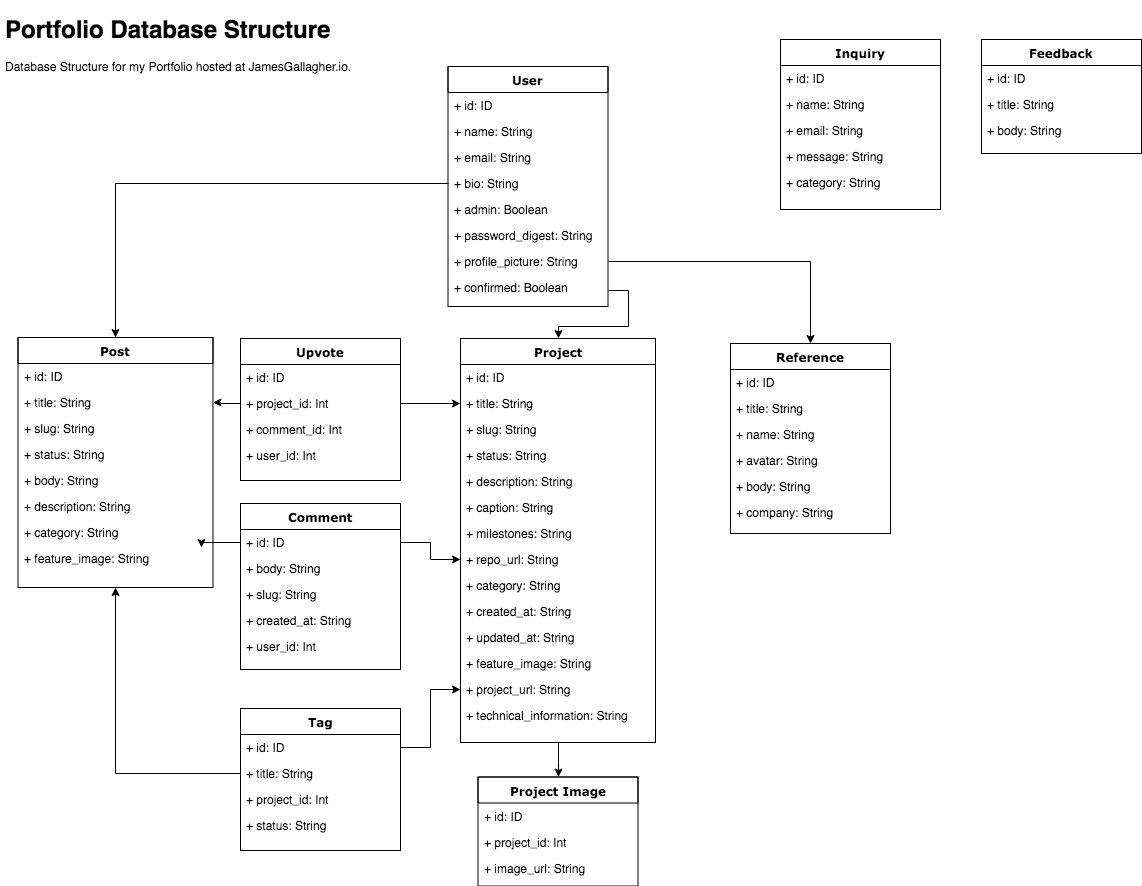 Portfolio Database Structure
Database Structure for my Portfolio hosted at JamesGallagher.io.
User
+ id: ID
+ name: String
+ email: String
+ bio: String
+ admin: Boolean
+ password_digest: String
+ profile_picture: String
+ confirmed: Boolean
Inquiry
+ id: ID
+ name: String
+ email: String
+ message: String
+ category: String
Feedback
+ id: ID
+ title: String
+ body: String
Post
+ id: ID
+ title: String
+ slug: String
+ status: String
+ body: String
+ description: String
+ category: String
+ feature_image: String
Upvote
+ id: ID
+ project_id: Int
+ comment_id: Int
+ user_id: Int
Comment
+ id: ID
+ body: String
+ slug: String
+ created_at: String
+ user_id: Int
Tag
+ id: ID
+ title: String
+ project_id: Int
+ status: String
Project
+ id: ID
+ title: String
+ slug: String
+ status: String
+ description: String
+ caption: String
+ milestones: String
+ repo_url: String
+ category: String
+ created_at: String
+ updated_at: String
+ feature_image: String
+ project_url: String
+ technical_information: String
Project Image
+ id: ID
+ project_id: Int
+ image_url: String
Reference
+ id: ID
+ title: String
+ name: String
+ avatar: String
+ body: String
+ company: String